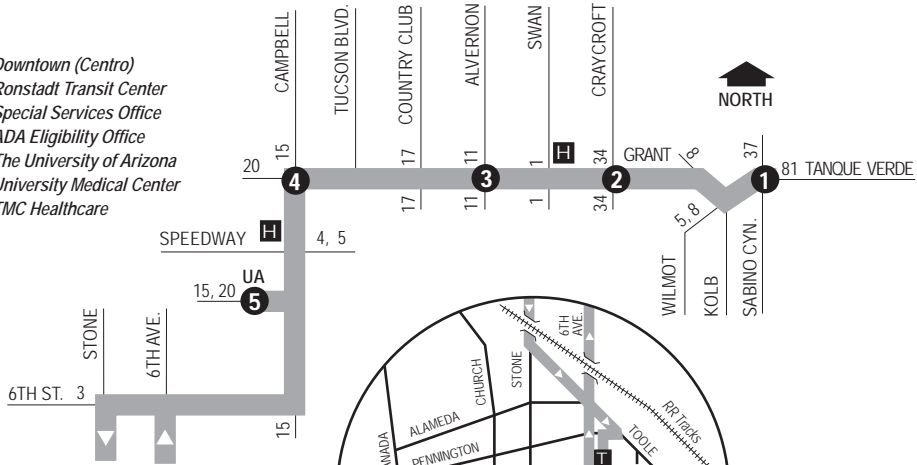 Downtown (Centro)
Ronstadt Transit Center
Special Services Office
ADA Eligibility Office
The University of Arizona
University Medical Center
TMC Healthcare
CAMPBELL
TUCSON BLVD.
COUNTRY CLUB
ALVERNON
SWAN
CRAYCROFT
NORTH
15
17
11
1
H
34
GRANT
8
37
20
4
3
2
1
81 TANQUE VERDE
17
11
1
34
5, 8
WILMOT
KOLB
SABINO CYN.
SPEEDWAY
H
4, 5
UA
15, 20
5
STONE
6TH AVE.
6TH ST. 3
15
CHURCH
STONE
6TH AVE.
RR Tracks
ALAMEDA
PENNINGTON
TOOLE
T